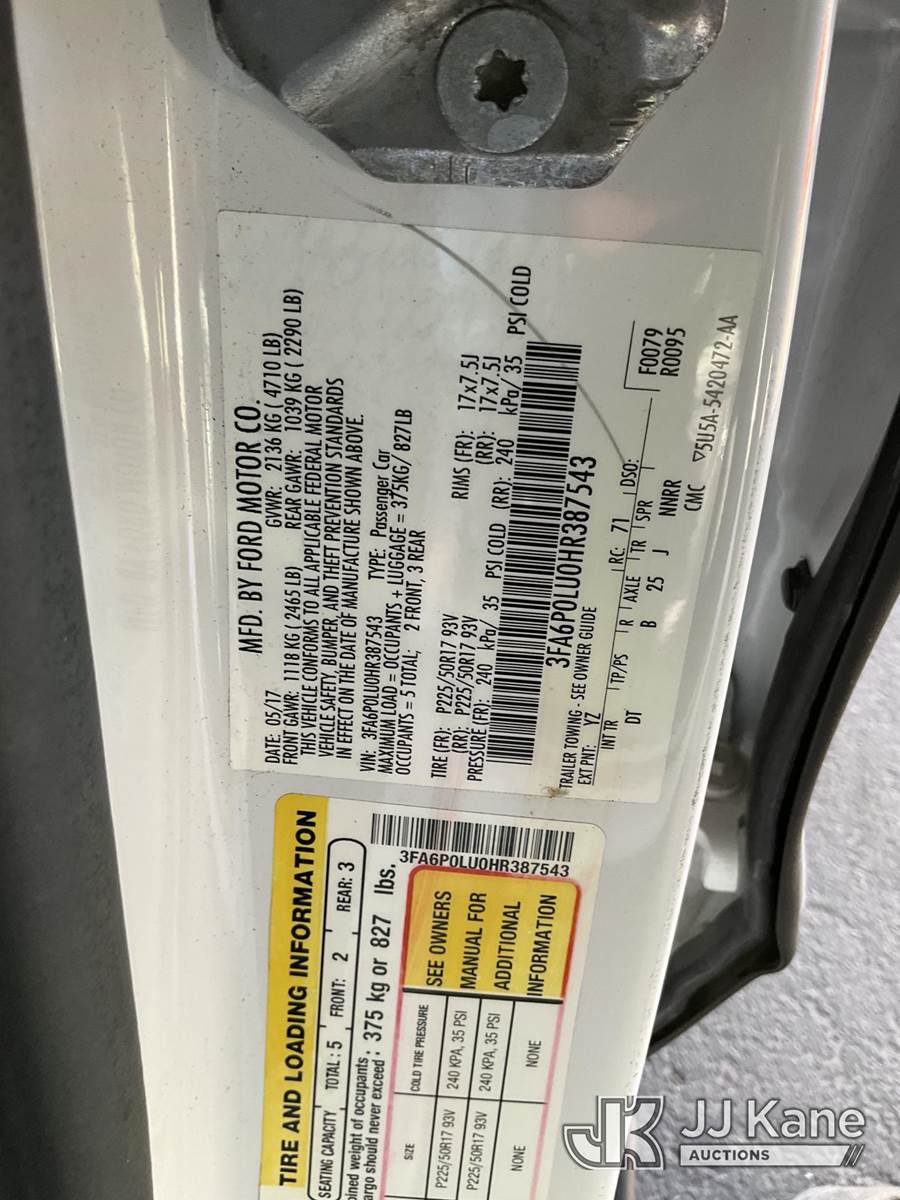 MFD. BY FORD MOTOR CO.
DATE: 05/17 GVWR: 2136 KG ( 4710 LB)
FRONT GAWR: 1118 KG ( 2465 LB) REAR GAWR: 1039 KG ( 2290 LB)
THIS VEHICLE CONFORMS TO ALL APPLICABLE FEDERAL MOTOR
VEHICLE SAFETY, BUMPER, AND THEFT PREVENTION STANDARDS
IN EFFECT ON THE DATE OF MANUFACTURE SHOWN ABOVE.
VIN: 3FA6P0LU0HR387543 TYPE: Passenger Car
MAXIMUM LOAD = OCCUPANTS + LUGGAGE = 375KG/ 827LB
OCCUPANTS = 5 TOTAL; 2 FRONT, 3 REAR
TIRE (FR): P225/50R17 93V RIMS (FR): 17x7.5J
(RR): P225/50R17 93V (RR): 17x7.5J
PRESSURE (FR): 240 kPa/ 35 PSI COLD (RR): 240 kPa/ 35 PSI COLD
3FA6P0LU0HR387543
TRAILER TOWING - SEE OWNER GUIDE
EXT PNT: YZ RC: 71 DSO:
INT TR TP/PS R AXLE TR SPR F0079
DT B 25 J I R0095
NNRR
CMC ▽5U5A-5420472-AA
TIRE AND LOADING INFORMATION
SEATING CAPACITY TOTAL: 5 FRONT: 2 REAR: 3
bined weight of occupants
argo should never exceed: 375 kg or 827 lbs.
3FA6P0LU0HR387543
SIZE COLD TIRE PRESSURE
P225/50R17 93V 240 KPA, 35 PSI
P225/50R17 93V 240 KPA, 35 PSI
NONE NONE
SEE OWNERS
MANUAL FOR
ADDITIONAL
INFORMATION
JK JJ Kane
AUCTIONS